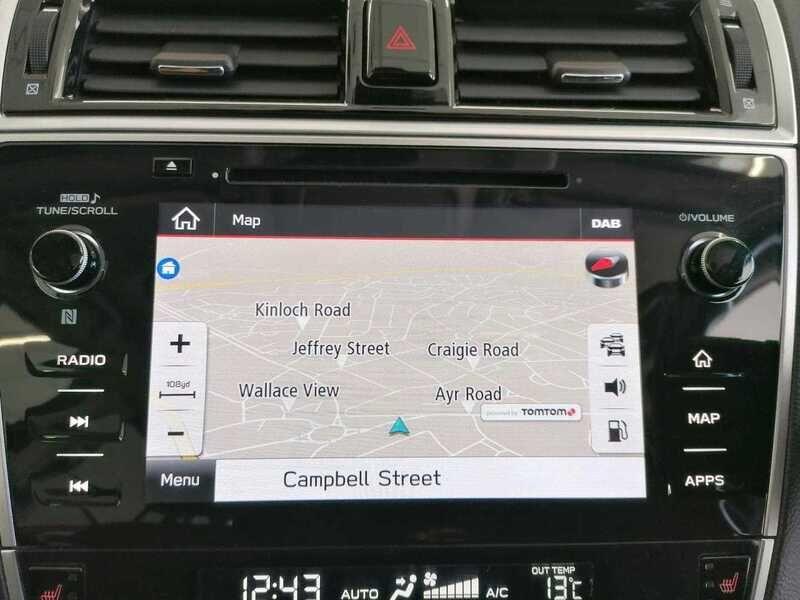 HOLD
TUNE/SCROLL
Map
DAB
/VOLUME
Kinloch Road
Jeffrey Street
Craigie Road
Wallace View
Ayr Road
108yd
powered by TOMTOM
Menu
Campbell Street
RADIO
MAP
APPS
12:43
AUTO
A/C
OUT TEMP
13°C